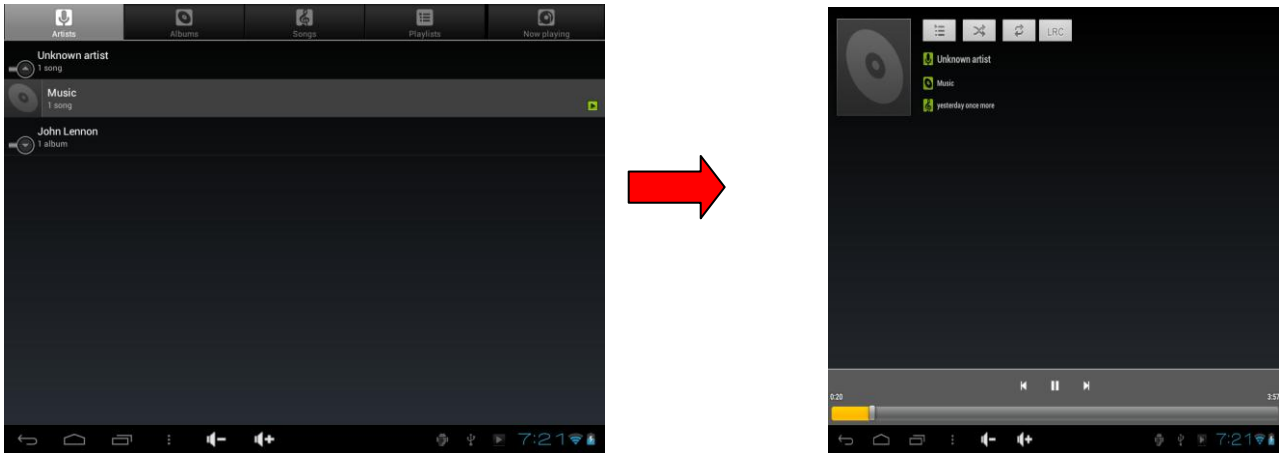 Artists Albums Songs Playlists Now playing
Unknown artist
1 song
Music
1 song
John Lennon
1 album
7:21
LRC
Unknown artist
Music
yesterday once more
0:20 3:57
7:21